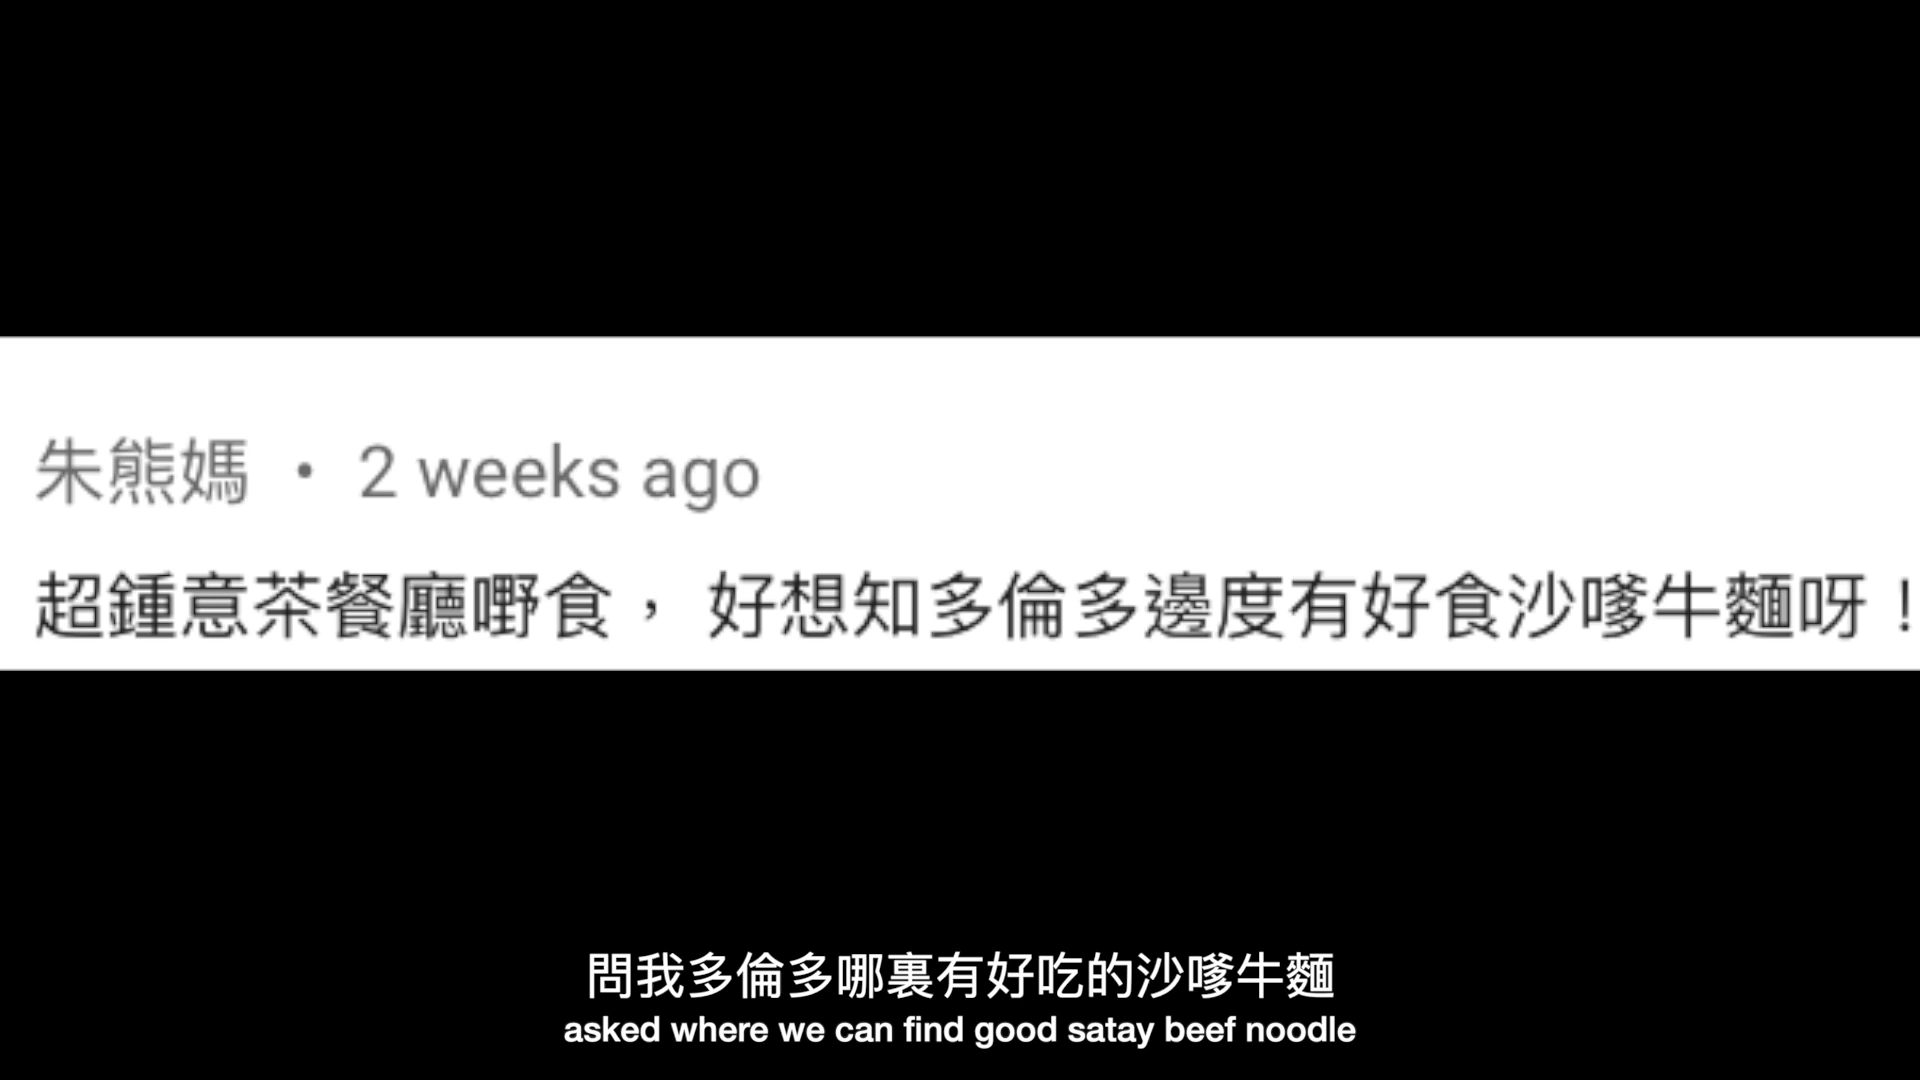 朱熊媽 • 2 weeks ago
超鍾意茶餐廳嘢食， 好想知多倫多邊度有好食沙嗲牛麵呀！
問我多倫多哪裏有好吃的沙嗲牛麵
asked where we can find good satay beef noodle